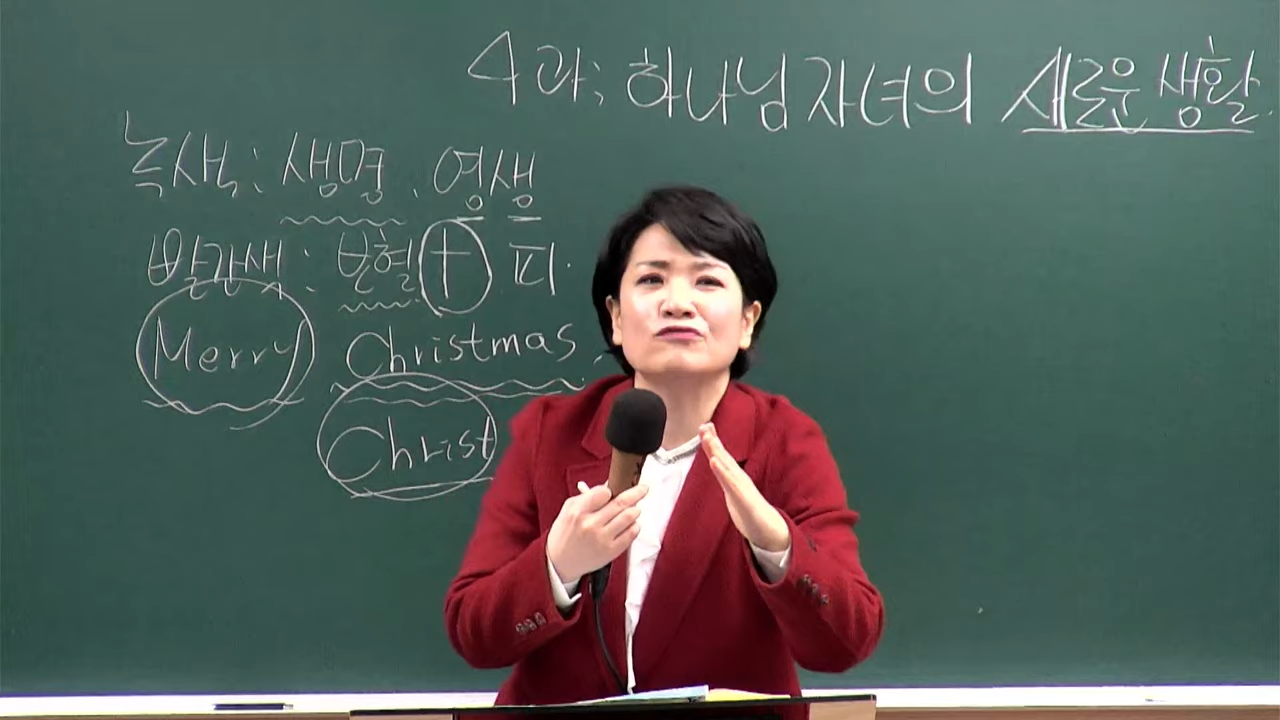 4과; 하나님 자녀의 새로운 생활.
녹색: 생명, 영생
빨간색: 보혈 † 피.
Merry Christmas.
Christ